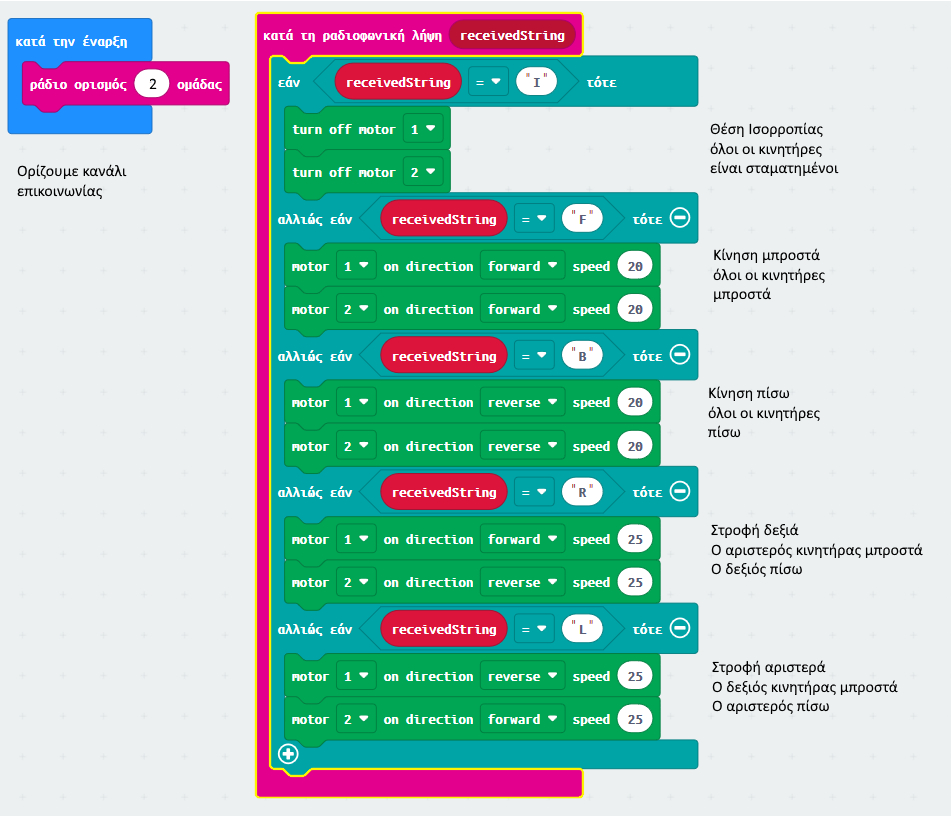 κατά την έναρξη
ράδιο ορισμός 2 ομάδας
Ορίζουμε κανάλι
επικοινωνίας
κατά τη ραδιοφωνική λήψη receivedString
εάν receivedString = "I" τότε
turn off motor 1
turn off motor 2
Θέση Ισορροπίας
όλοι οι κινητήρες
είναι σταματημένοι
αλλιώς εάν receivedString = "F" τότε
motor 1 on direction forward speed 20
motor 2 on direction forward speed 20
Κίνηση μπροστά
όλοι οι κινητήρες
μπροστά
αλλιώς εάν receivedString = "B" τότε
motor 1 on direction reverse speed 20
motor 2 on direction reverse speed 20
Κίνηση πίσω
όλοι οι κινητήρες
πίσω
αλλιώς εάν receivedString = "R" τότε
motor 1 on direction forward speed 25
motor 2 on direction reverse speed 25
Στροφή δεξιά
Ο αριστερός κινητήρας μπροστά
Ο δεξιός πίσω
αλλιώς εάν receivedString = "L" τότε
motor 1 on direction reverse speed 25
motor 2 on direction forward speed 25
Στροφή αριστερά
Ο δεξιός κινητήρας μπροστά
Ο αριστερός πίσω